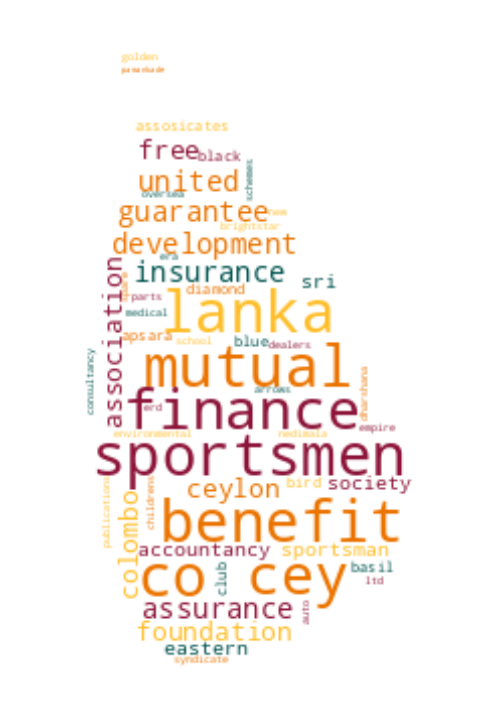 golden
yamankade
assosicates
free black
united schemes
oversea
guarantee new
brightstar
development
era
insurance sri
association diamond
parts
medical lanka
apsara school blue dealers
consultancy mutual
arrows dharshana
finance
erd empire
environmental nedimala
sportsmen
ceylon bird society
publications colombo childrens benefit
accountancy sportsman
co cey basil
club ltd
assurance auto
foundation
eastern
syndicate